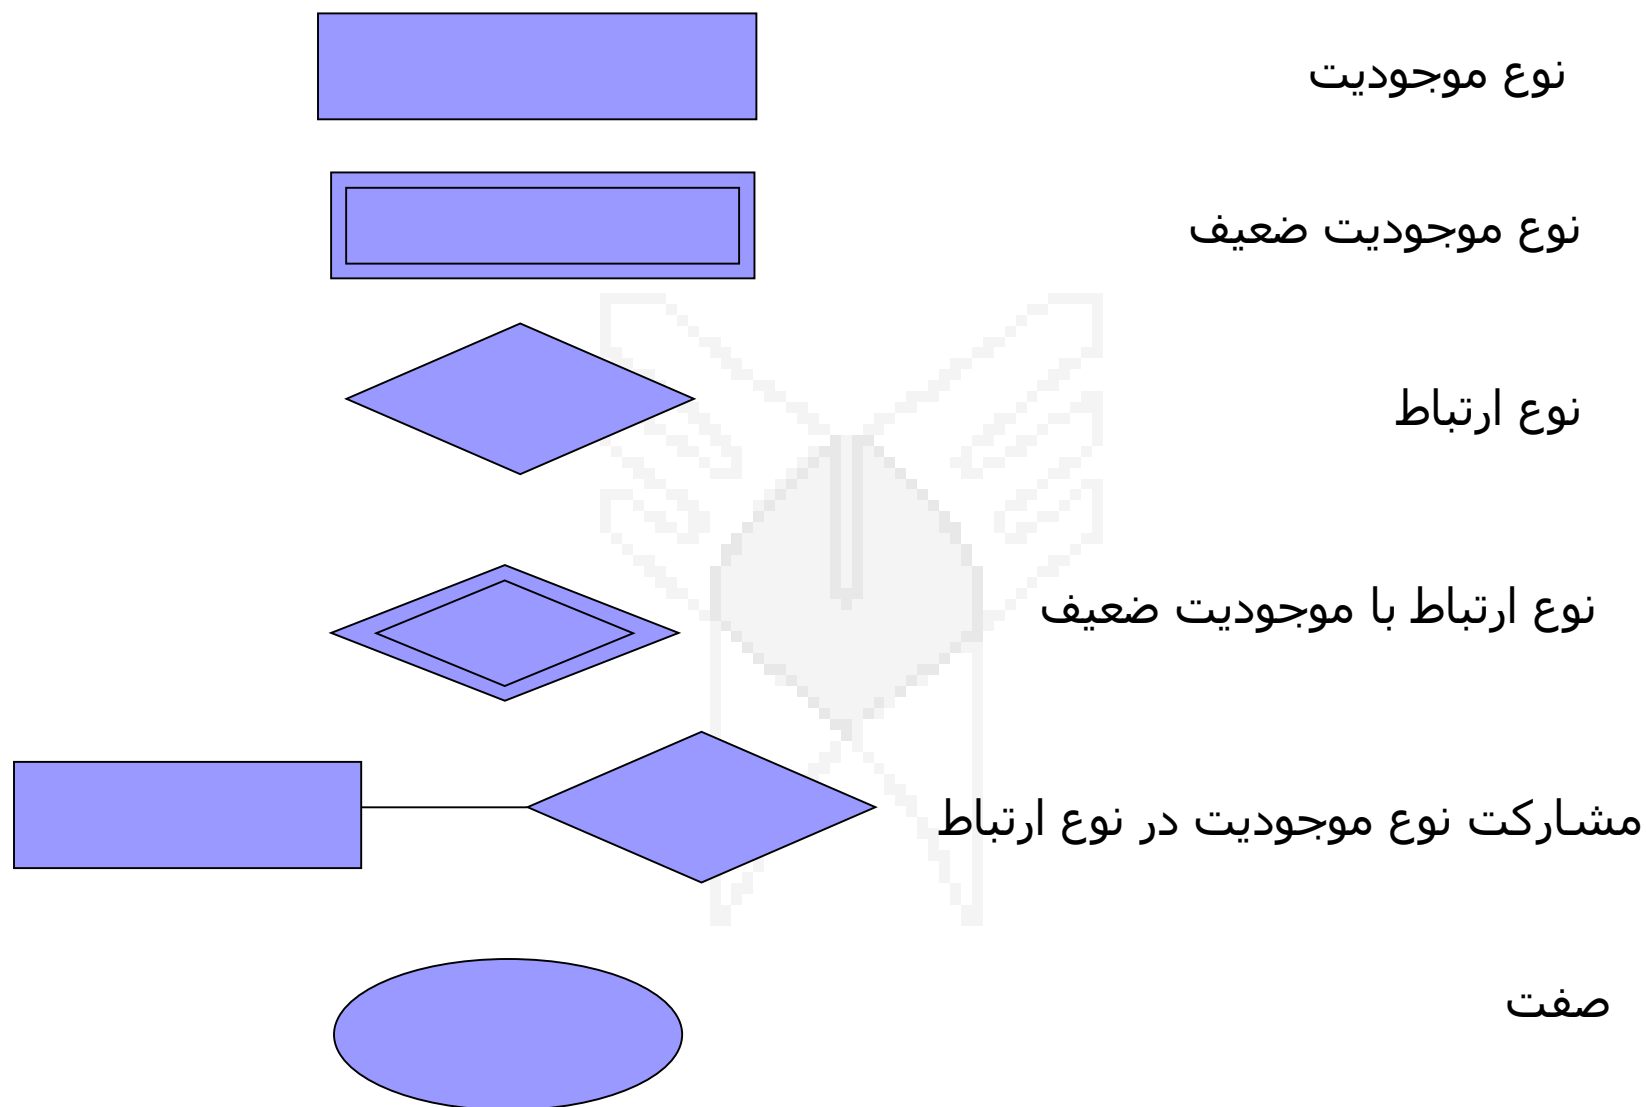 نوع موجودیت
نوع موجودیت ضعیف
نوع ارتباط
نوع ارتباط با موجودیت ضعیف
مشارکت نوع موجودیت در نوع ارتباط
صفت